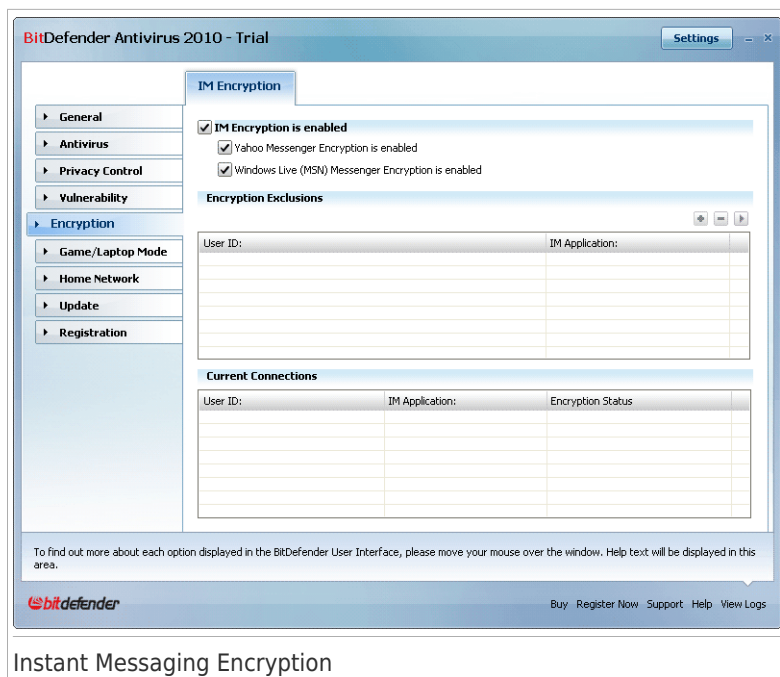 BitDefender Antivirus 2010 - Trial
Settings
IM Encryption
General
Antivirus
Privacy Control
Vulnerability
Encryption
Game/Laptop Mode
Home Network
Update
Registration
IM Encryption is enabled
Yahoo Messenger Encryption is enabled
Windows Live (MSN) Messenger Encryption is enabled
Encryption Exclusions
User ID: IM Application:
Current Connections
User ID: IM Application: Encryption Status
To find out more about each option displayed in the BitDefender User Interface, please move your mouse over the window. Help text will be displayed in this
area.
bitdefender
Buy Register Now Support Help View Logs
Instant Messaging Encryption